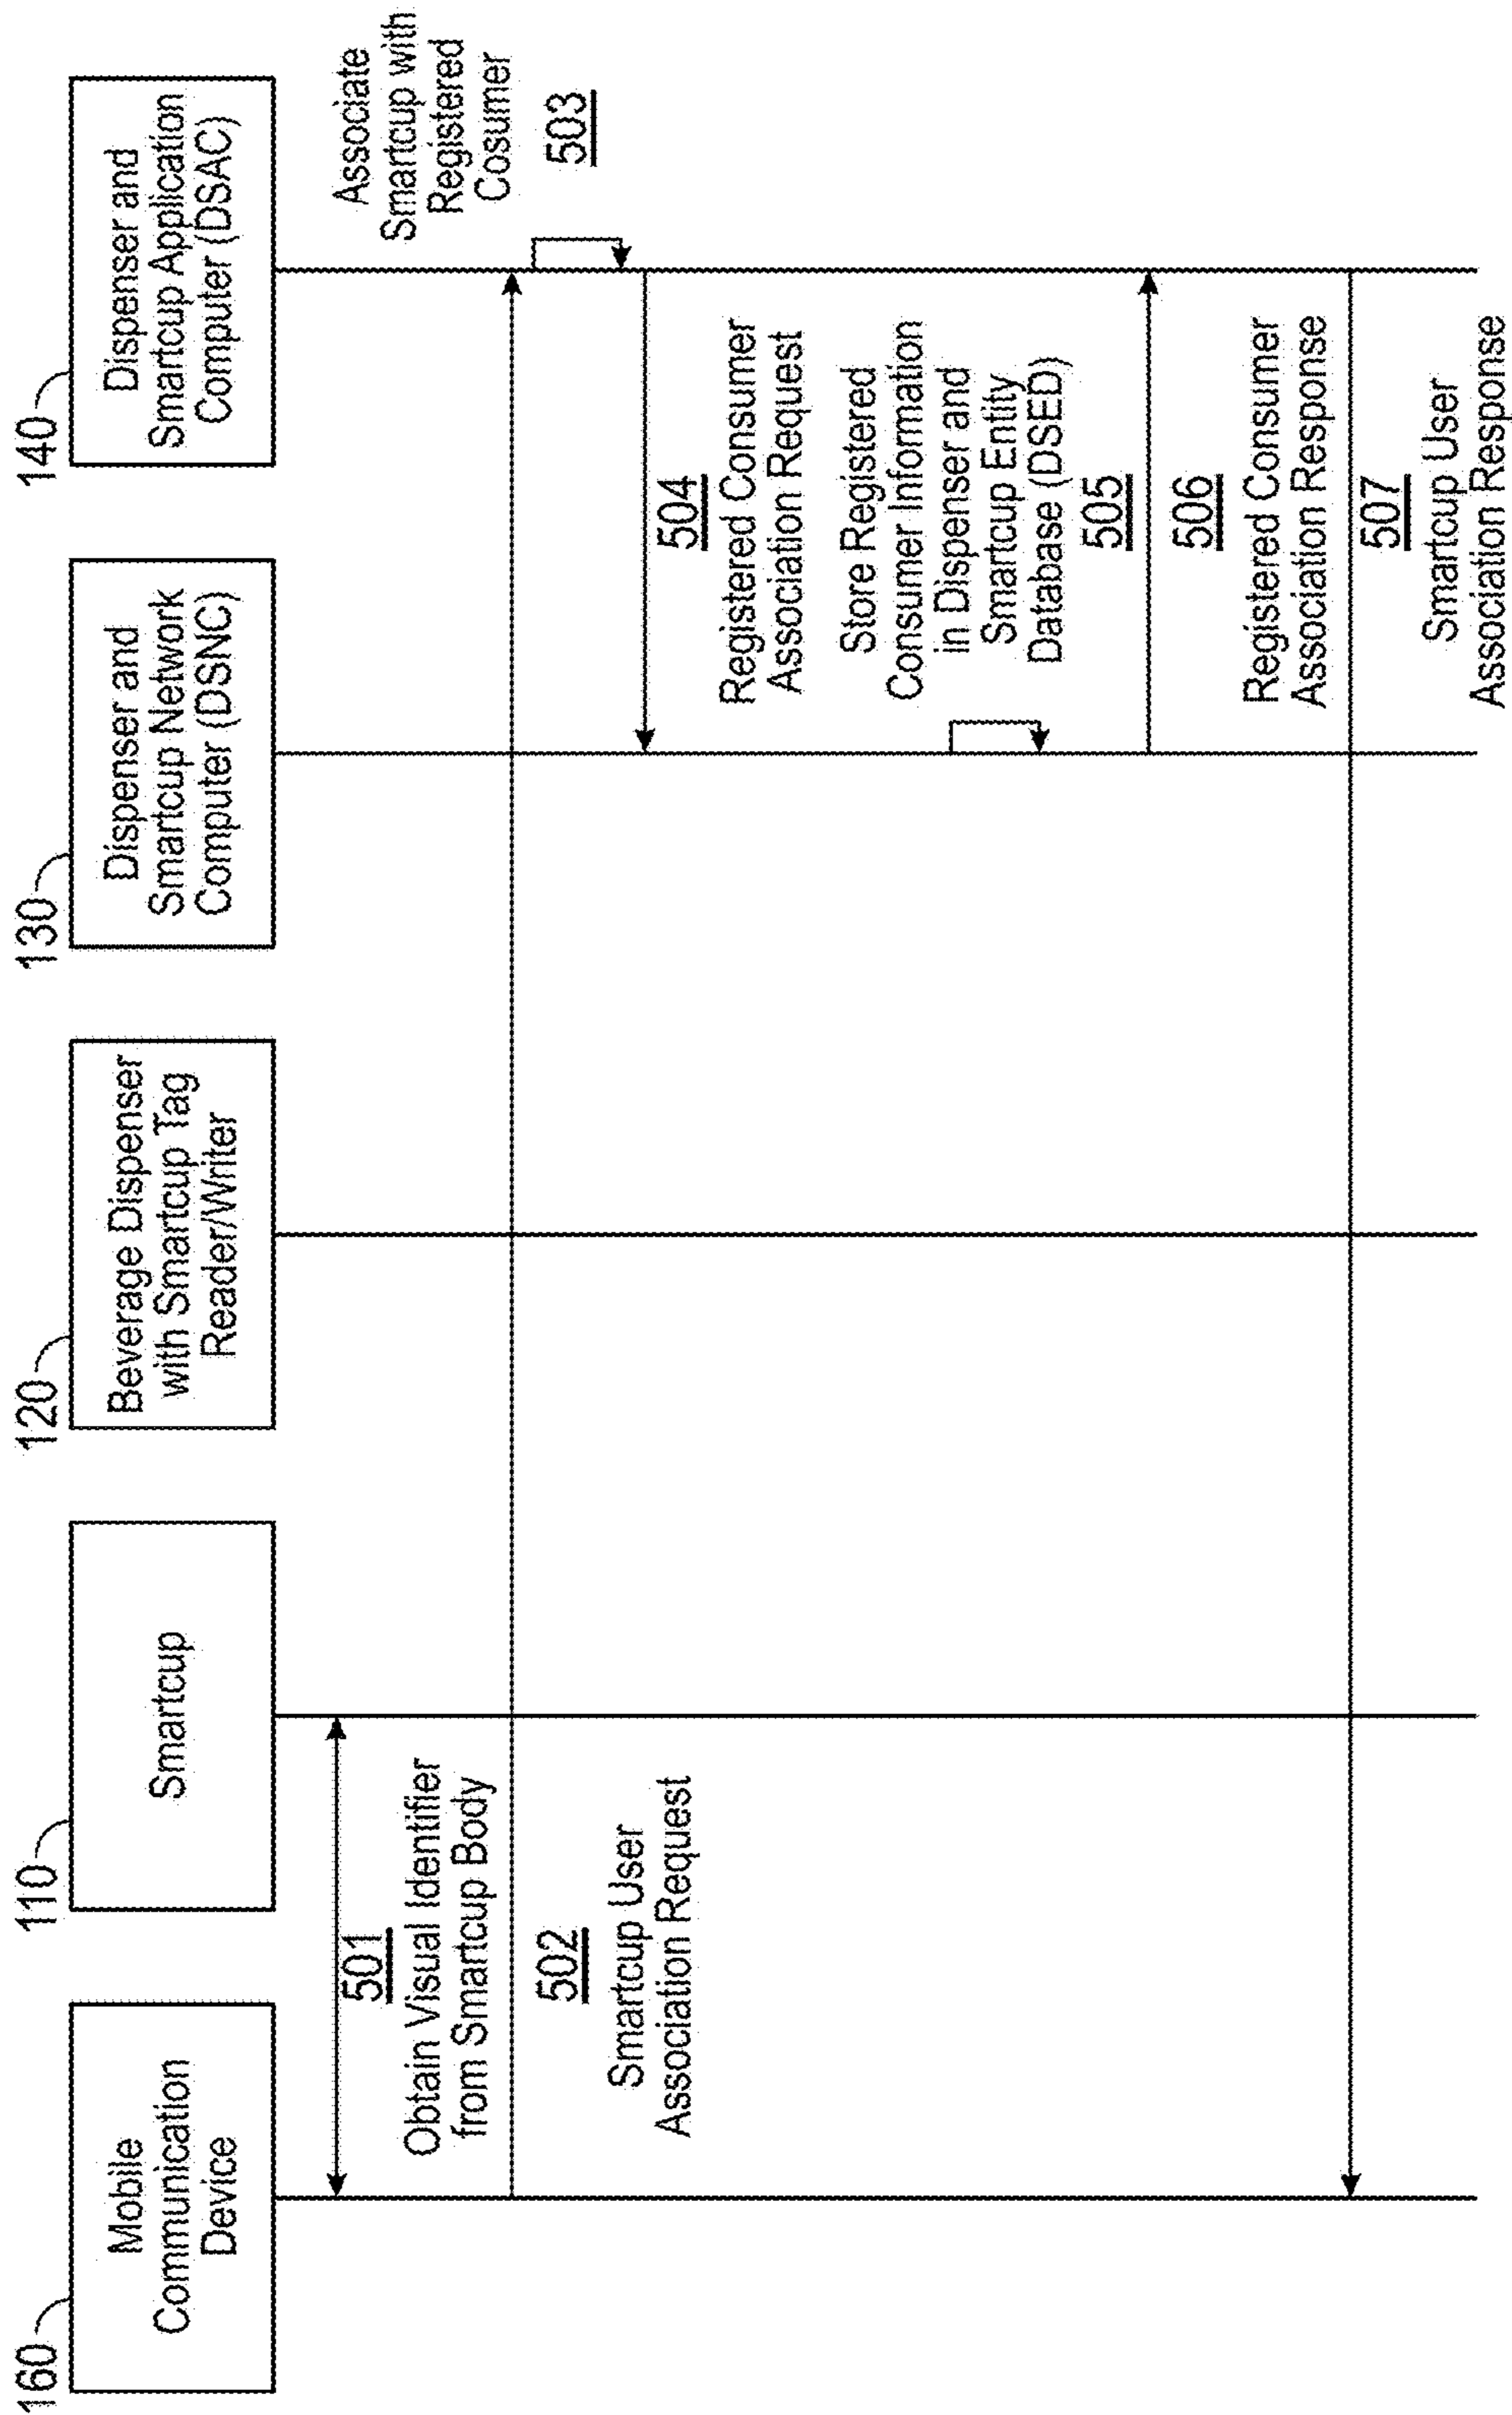 160
Mobile
Communication
Device
110
Smartcup
120
Beverage Dispenser
with Smartcup Tag
Reader/Writer
130
Dispenser and
Smartcup Network
Computer (DSNC)
140
Dispenser and
Smartcup Application
Computer (DSAC)
501
Obtain Visual Identifier
from Smartcup Body
502
Smartcup User
Association Request
Associate
Smartcup with
Registered
Cosumer
503
504
Registered Consumer
Association Request
Store Registered
Consumer Information
in Dispenser and
Smartcup Entity
Database (DSED)
505
506
Registered Consumer
Association Response
507
Smartcup User
Association Response